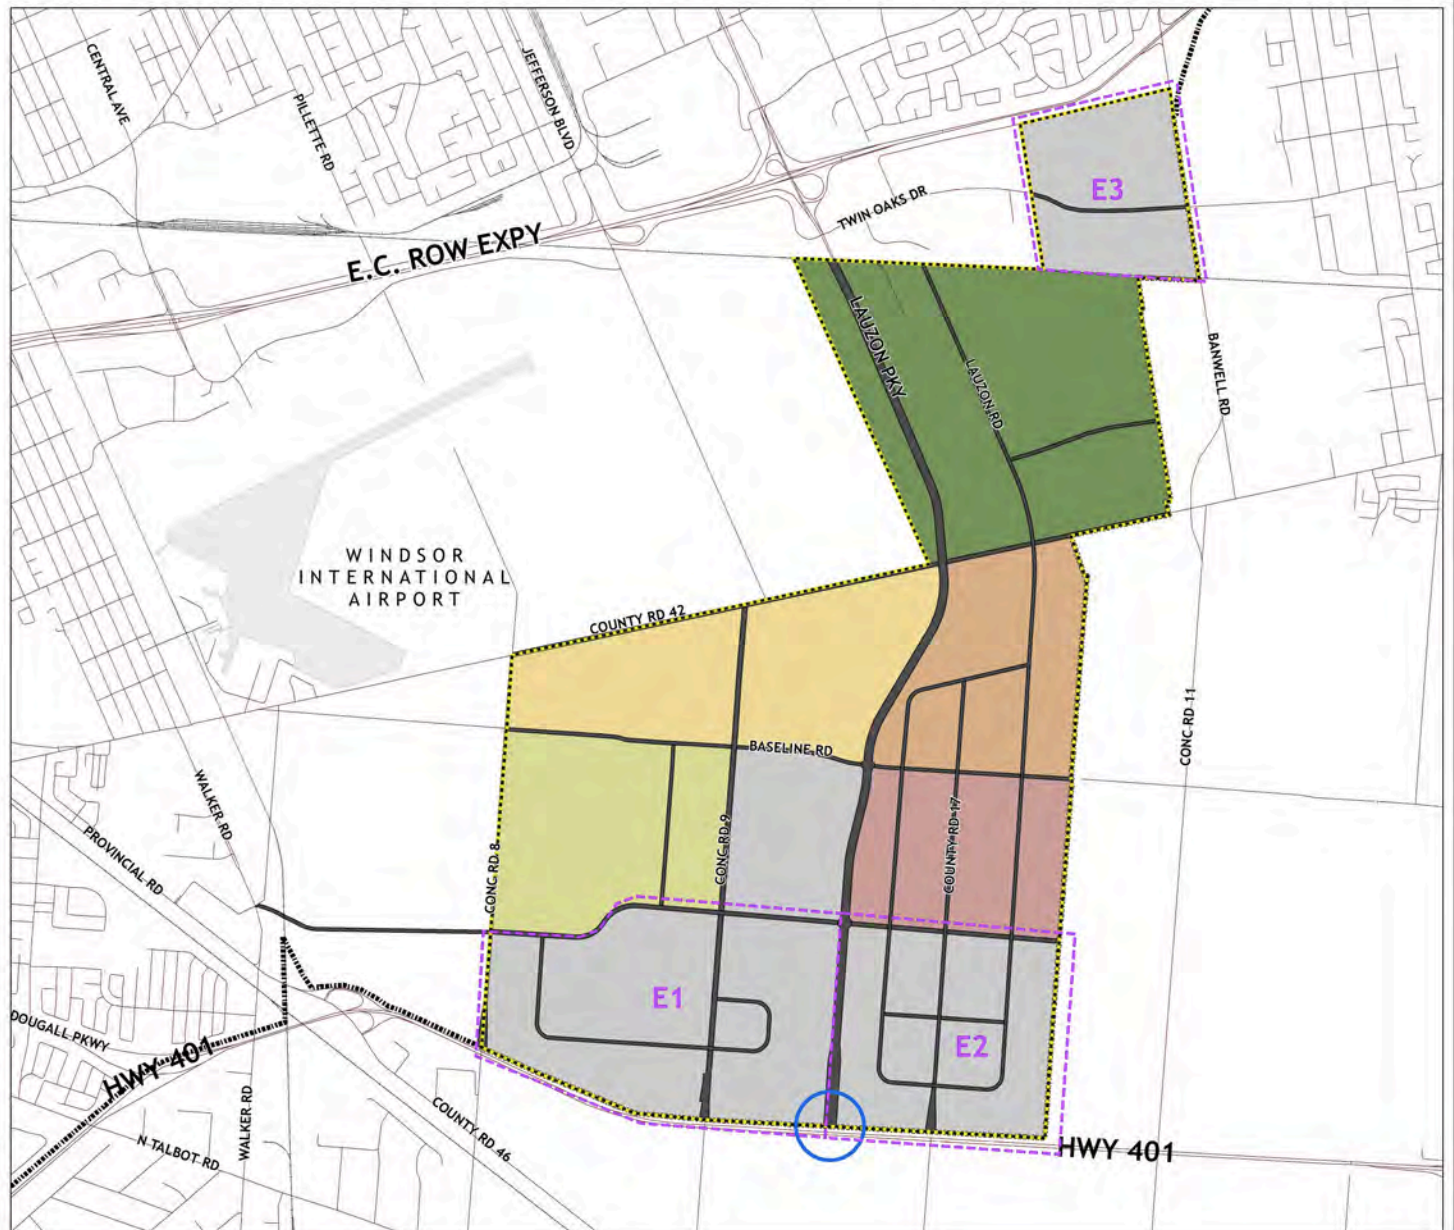 CENTRAL AVE
PILLETTE RD
JEFFERSON BLVD
E3
TWIN OAKS DR
E.C. ROW EXPY
LAUZON PKY
LAUZON RD
BANWELL RD
WINDSOR
INTERNATIONAL
AIRPORT
COUNTY RD 42
CONC RD 11
BASELINE RD
WALKER RD
PROVINCIAL RD
CONC RD 8
CONC RD 9
COUNTY RD 17
E1
E2
DOUGALL PKWY
HWY 401
WALKER RD
COUNTY RD 46
N TALBOT RD
HWY 401